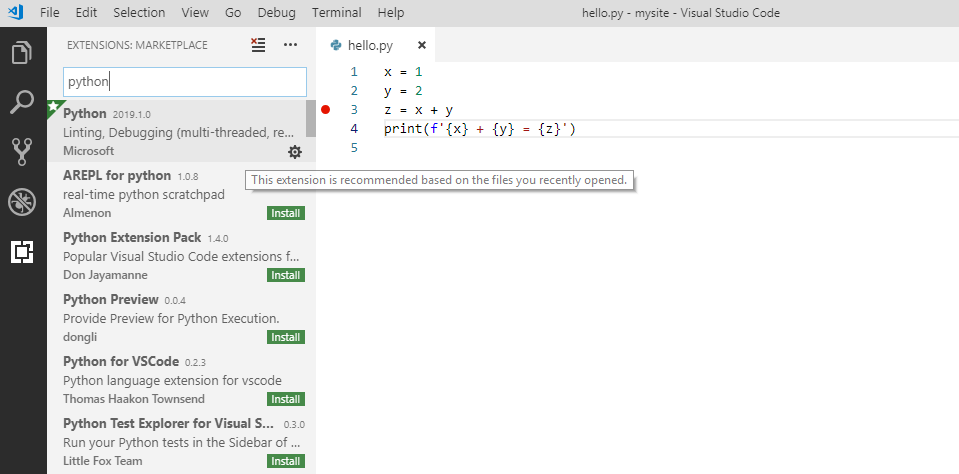 File Edit Selection View Go Debug Terminal Help hello.py - mysite - Visual Studio Code
EXTENSIONS: MARKETPLACE
python
Python 2019.1.0
Linting, Debugging (multi-threaded, re...
Microsoft
AREPL for python 1.0.8
real-time python scratchpad
Almenon Install
Python Extension Pack 1.4.0
Popular Visual Studio Code extensions f...
Don Jayamanne Install
Python Preview 0.0.4
Provide Preview for Python Execution.
dongli Install
Python for VSCode 0.2.3
Python language extension for vscode
Thomas Haakon Townsend Install
Python Test Explorer for Visual S... 0.3.0
Run your Python tests in the Sidebar of ...
Little Fox Team Install
hello.py ×
1 x = 1
2 y = 2
3 z = x + y
4 print(f'{x} + {y} = {z}')
5
This extension is recommended based on the files you recently opened.